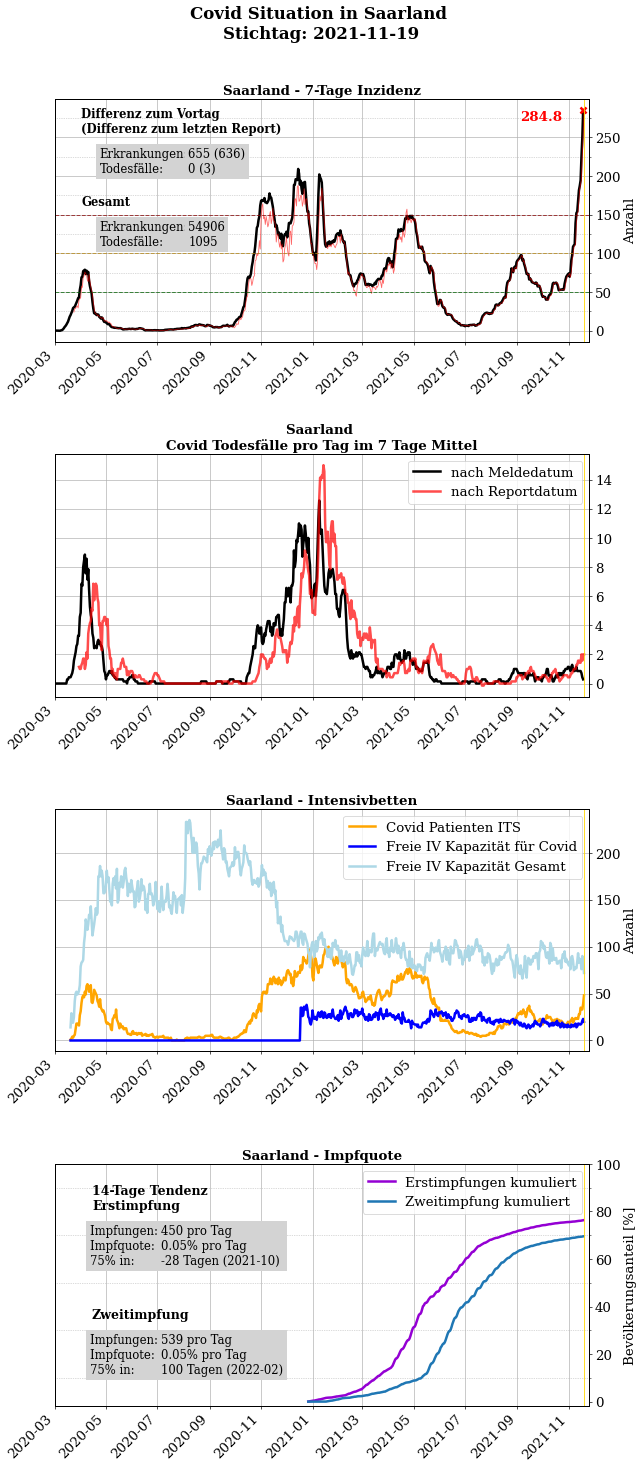 Covid Situation in Saarland
Stichtag: 2021-11-19
Saarland - 7-Tage Inzidenz
Differenz zum Vortag
(Differenz zum letzten Report)
Erkrankungen 655 (636)
Todesfälle: 0 (3)
Gesamt
Erkrankungen 54906
Todesfälle: 1095
284.8
250
200
150
100
50
0
Anzahl
2020-03
2020-05
2020-07
2020-09
2020-11
2021-01
2021-03
2021-05
2021-07
2021-09
2021-11
Saarland
Covid Todesfälle pro Tag im 7 Tage Mittel
nach Meldedatum
nach Reportdatum
14
12
10
8
6
4
2
0
2020-03
2020-05
2020-07
2020-09
2020-11
2021-01
2021-03
2021-05
2021-07
2021-09
2021-11
Saarland - Intensivbetten
Covid Patienten ITS
Freie IV Kapazität für Covid
Freie IV Kapazität Gesamt
200
150
100
50
0
Anzahl
2020-03
2020-05
2020-07
2020-09
2020-11
2021-01
2021-03
2021-05
2021-07
2021-09
2021-11
Saarland - Impfquote
14-Tage Tendenz
Erstimpfung
Impfungen: 450 pro Tag
Impfquote: 0.05% pro Tag
75% in: -28 Tagen (2021-10)
Zweitimpfung
Impfungen: 539 pro Tag
Impfquote: 0.05% pro Tag
75% in: 100 Tagen (2022-02)
Erstimpfungen kumuliert
Zweitimpfung kumuliert
100
80
60
40
20
0
Bevölkerungsanteil [%]
2020-03
2020-05
2020-07
2020-09
2020-11
2021-01
2021-03
2021-05
2021-07
2021-09
2021-11